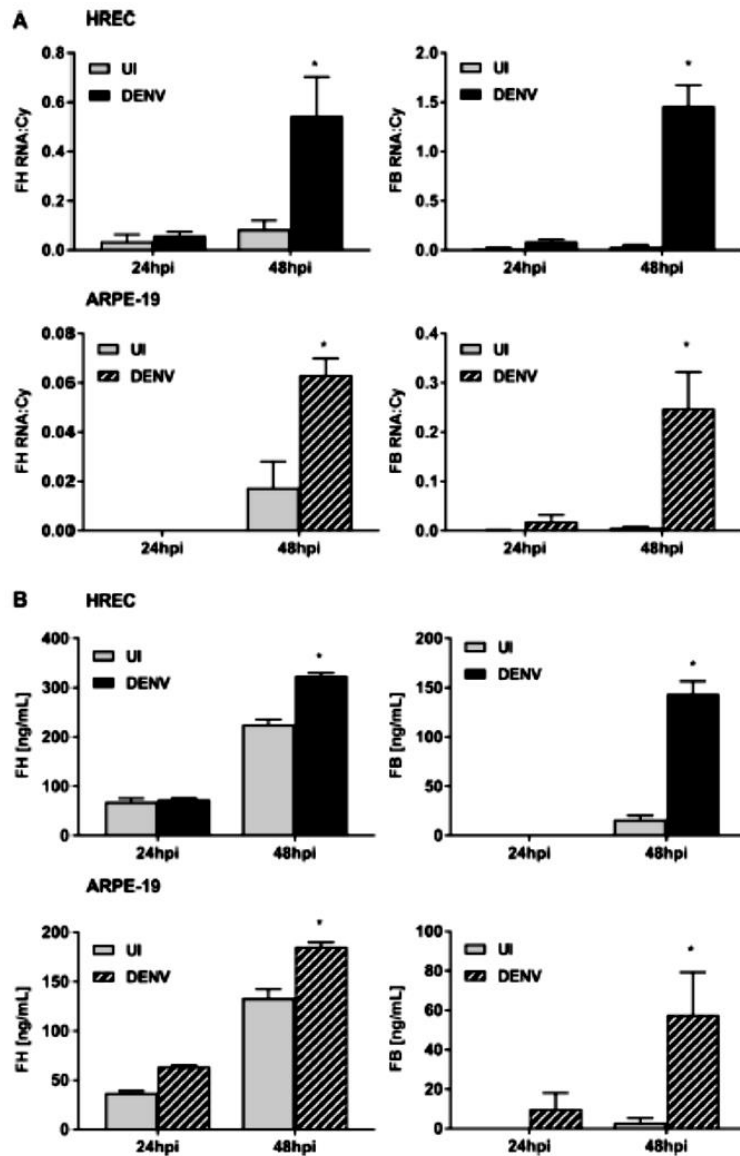 A HREC
FH RNA:Cy
0.8
0.6
0.4
0.2
0.0
UI
DENV
*
24hpi 48hpi
FB RNA:Cy
2.0
1.5
1.0
0.5
0.0
UI
DENV
*
24hpi 48hpi
ARPE-19
FH RNA:Cy
0.08
0.06
0.04
0.02
0.00
UI
DENV
*
24hpi 48hpi
FB RNA:Cy
0.4
0.3
0.2
0.1
0.0
UI
DENV
*
24hpi 48hpi
B HREC
FH [ng/mL]
400
300
200
100
0
UI
DENV
*
24hpi 48hpi
FB [ng/mL]
200
150
100
50
0
UI
DENV
*
24hpi 48hpi
ARPE-19
FH [ng/mL]
200
150
100
50
0
UI
DENV
*
24hpi 48hpi
FB [ng/mL]
100
80
60
40
20
0
UI
DENV
*
24hpi 48hpi